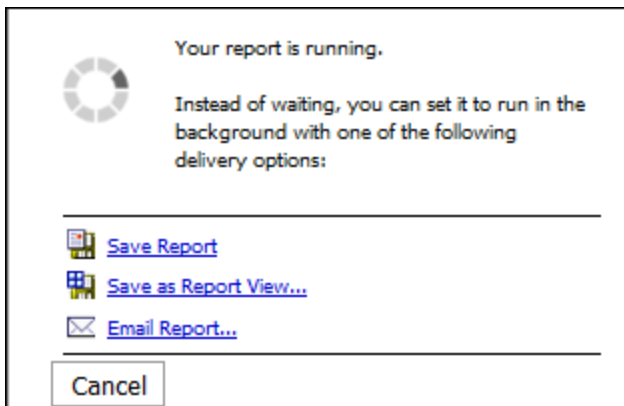 Your report is running.
Instead of waiting, you can set it to run in the
background with one of the following
delivery options:
Save Report
Save as Report View...
Email Report...
Cancel